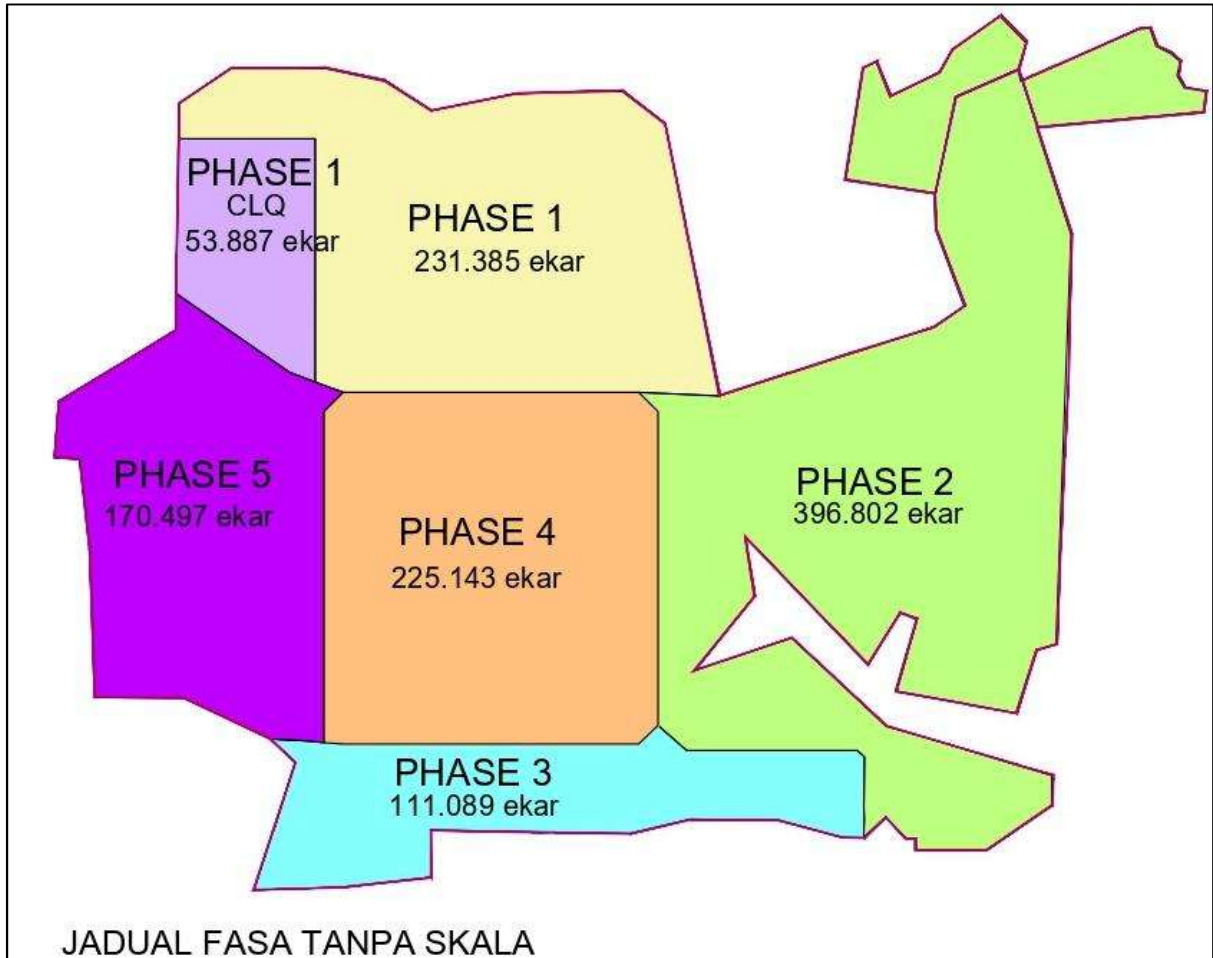 PHASE 1
CLQ
53.887 ekar
PHASE 1
231.385 ekar
PHASE 5
170.497 ekar
PHASE 4
225.143 ekar
PHASE 2
396.802 ekar
PHASE 3
111.089 ekar
JADUAL FASA TANPA SKALA